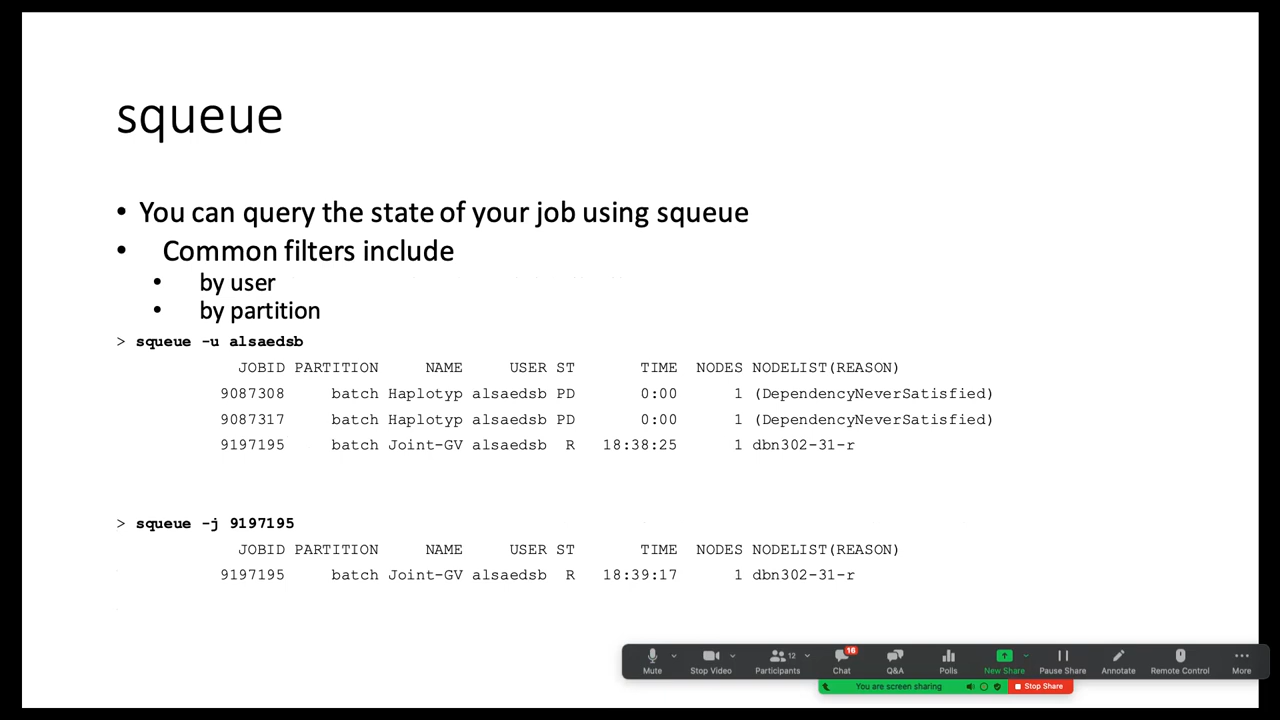 squeue
• You can query the state of your job using squeue
• Common filters include
• by user
• by partition
> squeue -u alsaedsb
JOBID PARTITION NAME USER ST TIME NODES NODELIST(REASON)
9087308 batch Haplotyp alsaedsb PD 0:00 1 (DependencyNeverSatisfied)
9087317 batch Haplotyp alsaedsb PD 0:00 1 (DependencyNeverSatisfied)
9197195 batch Joint-GV alsaedsb R 18:38:25 1 dbn302-31-r
> squeue -j 9197195
JOBID PARTITION NAME USER ST TIME NODES NODELIST(REASON)
9197195 batch Joint-GV alsaedsb R 18:39:17 1 dbn302-31-r
12 16
Mute Stop Video Participants Chat Q&A Polls New Share Pause Share Annotate Remote Control More
You are screen sharing Stop Share